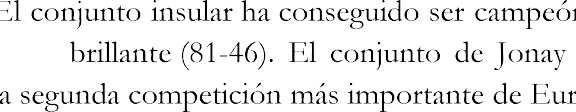 El conjunto insular ha conseguido ser campeón
brillante (81-46). El conjunto de Jonay
a segunda competición más importante de Eur